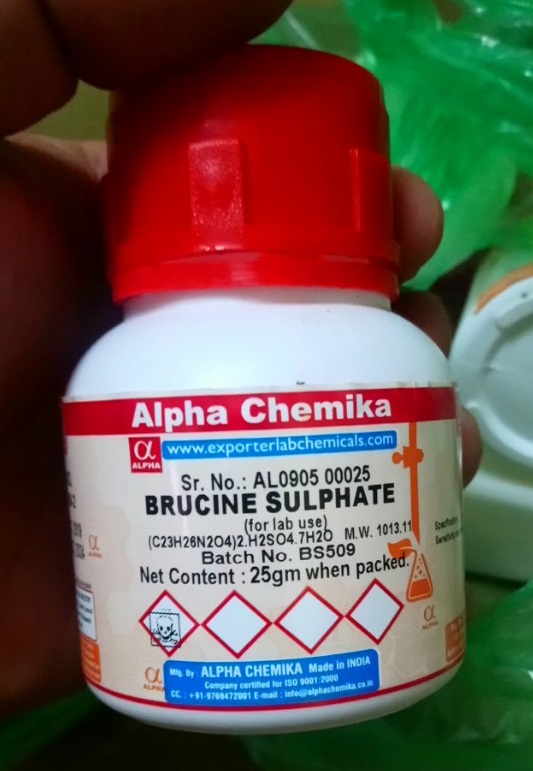 Alpha Chemika
α
ALPHA
www.exporterlabchemicals.com
Sr. No.: AL0905 00025
BRUCINE SULPHATE
(for lab use)
(C23H26N2O4)2.H2SO4.7H2O M.W. 1013.11
Batch No. BS509
Net Content : 25gm when packed.
Mfg. By : ALPHA CHEMIKA Made in INDIA
Company certified for ISO 9001:2000
CC. : +91-9769472001 E-mail : info@alphachemika.co.in
α
ALPHA
α
α